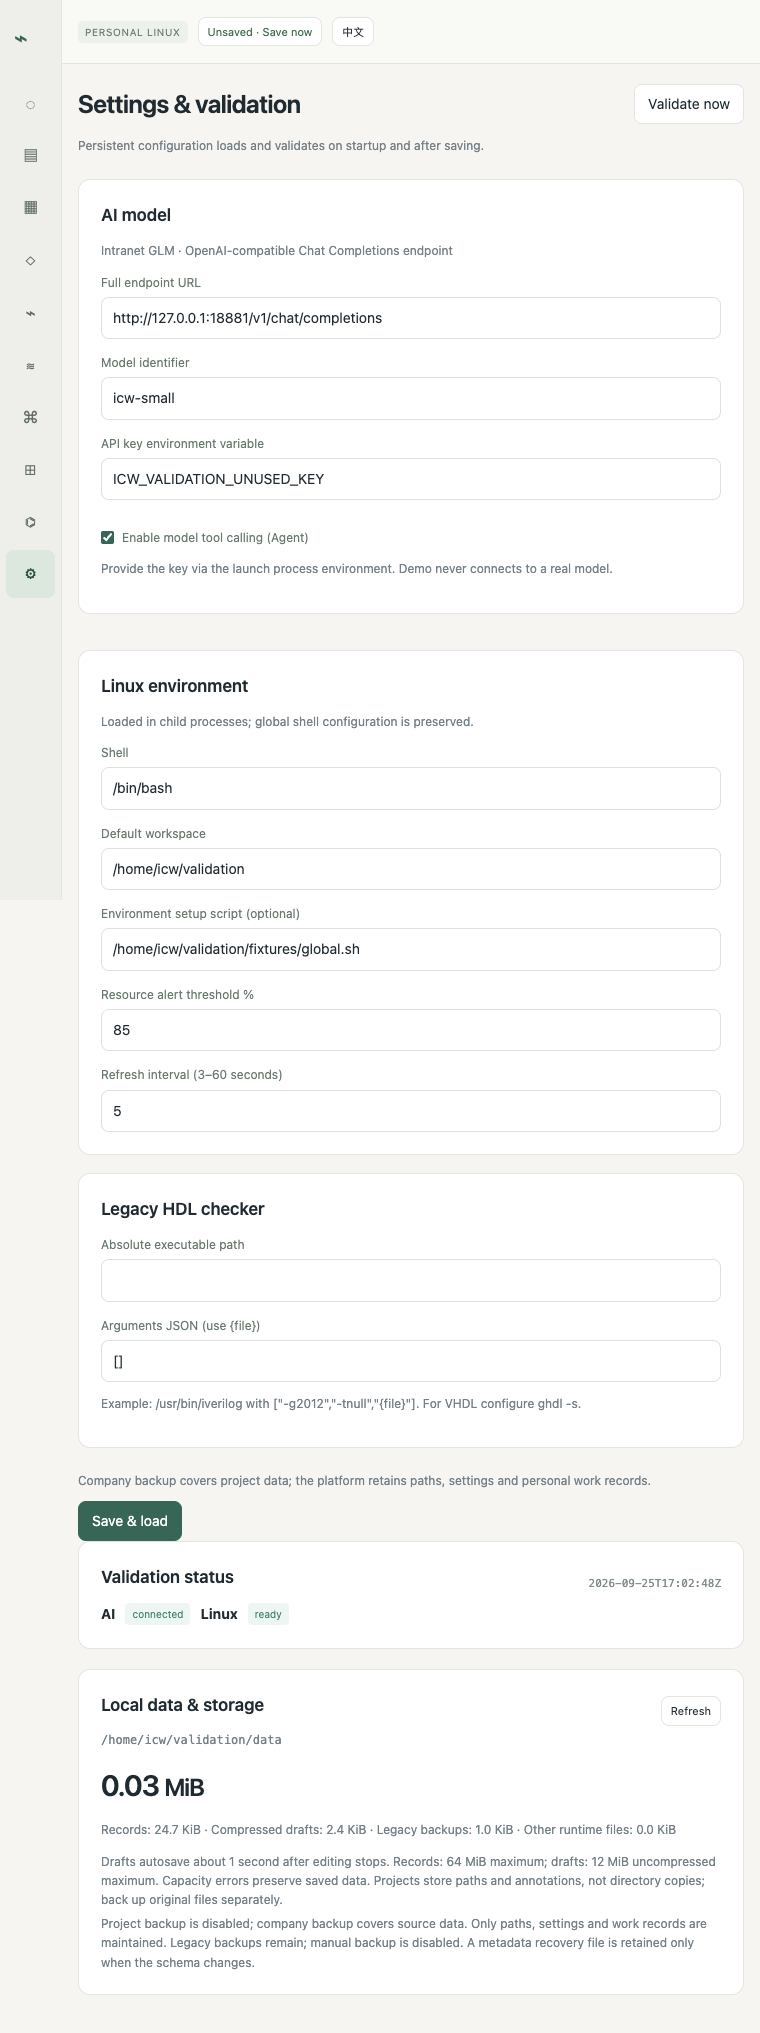 PERSONAL LINUX
Unsaved · Save now
中文
Settings & validation
Validate now
Persistent configuration loads and validates on startup and after saving.
AI model
Intranet GLM · OpenAI-compatible Chat Completions endpoint
Full endpoint URL
http://127.0.0.1:18881/v1/chat/completions
Model identifier
icw-small
API key environment variable
ICW_VALIDATION_UNUSED_KEY
Enable model tool calling (Agent)
Provide the key via the launch process environment. Demo never connects to a real model.
Linux environment
Loaded in child processes; global shell configuration is preserved.
Shell
/bin/bash
Default workspace
/home/icw/validation
Environment setup script (optional)
/home/icw/validation/fixtures/global.sh
Resource alert threshold %
85
Refresh interval (3–60 seconds)
5
Legacy HDL checker
Absolute executable path
Arguments JSON (use {file})
[]
Example: /usr/bin/iverilog with ["-g2012","-tnull","{file}"]. For VHDL configure ghdl -s.
Company backup covers project data; the platform retains paths, settings and personal work records.
Save & load
Validation status
2026-09-25T17:02:48Z
AI connected Linux ready
Local data & storage
Refresh
/home/icw/validation/data
0.03 MiB
Records: 24.7 KiB · Compressed drafts: 2.4 KiB · Legacy backups: 1.0 KiB · Other runtime files: 0.0 KiB
Drafts autosave about 1 second after editing stops. Records: 64 MiB maximum; drafts: 12 MiB uncompressed
maximum. Capacity errors preserve saved data. Projects store paths and annotations, not directory copies;
back up original files separately.
Project backup is disabled; company backup covers source data. Only paths, settings and work records are
maintained. Legacy backups remain; manual backup is disabled. A metadata recovery file is retained only
when the schema changes.